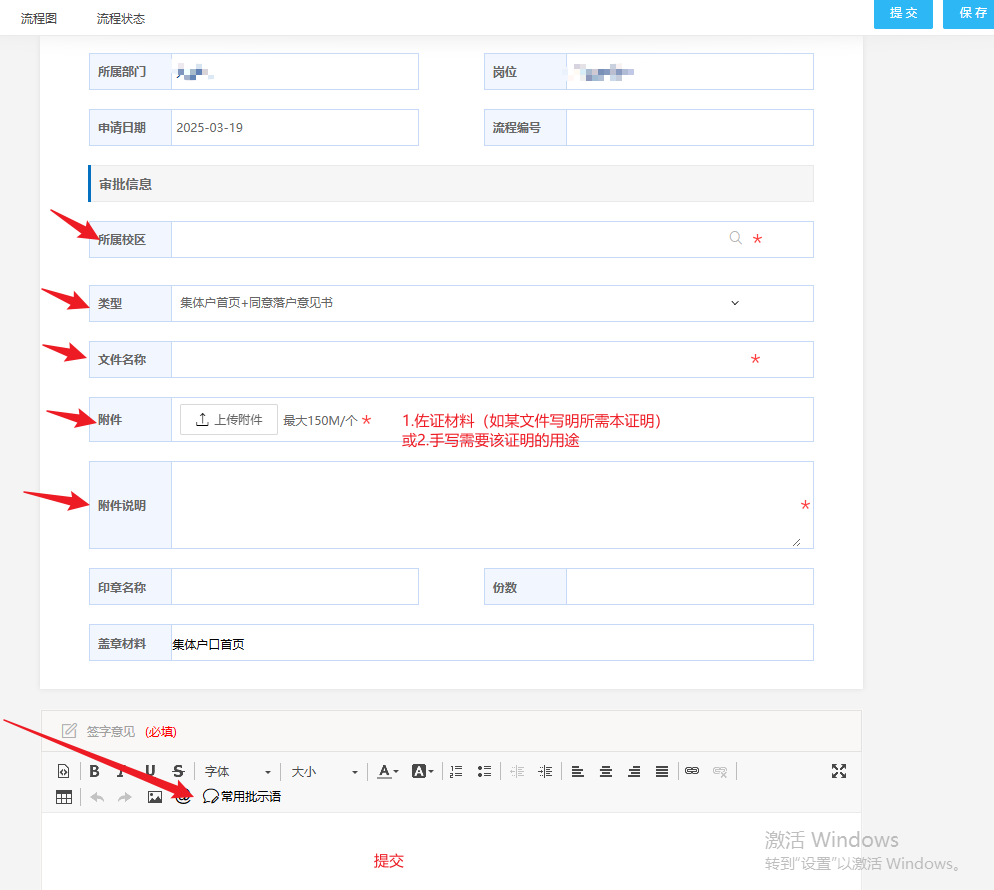 流程图 流程状态 提 交 保 存
所属部门 岗位
申请日期 2025-03-19 流程编号
审批信息
所属校区 *
类型 集体户首页+同意落户意见书
文件名称 *
附件 上传附件 最大150M/个 * 1.佐证材料（如某文件写明所需本证明）
或2.手写需要该证明的用途
附件说明 *
印章名称 份数
盖章材料 集体户口首页
签字意见 (必填)
B I U S 字体 大小 A A
@ 常用批示语
激活 Windows
提交
转到"设置"以激活 Windows。